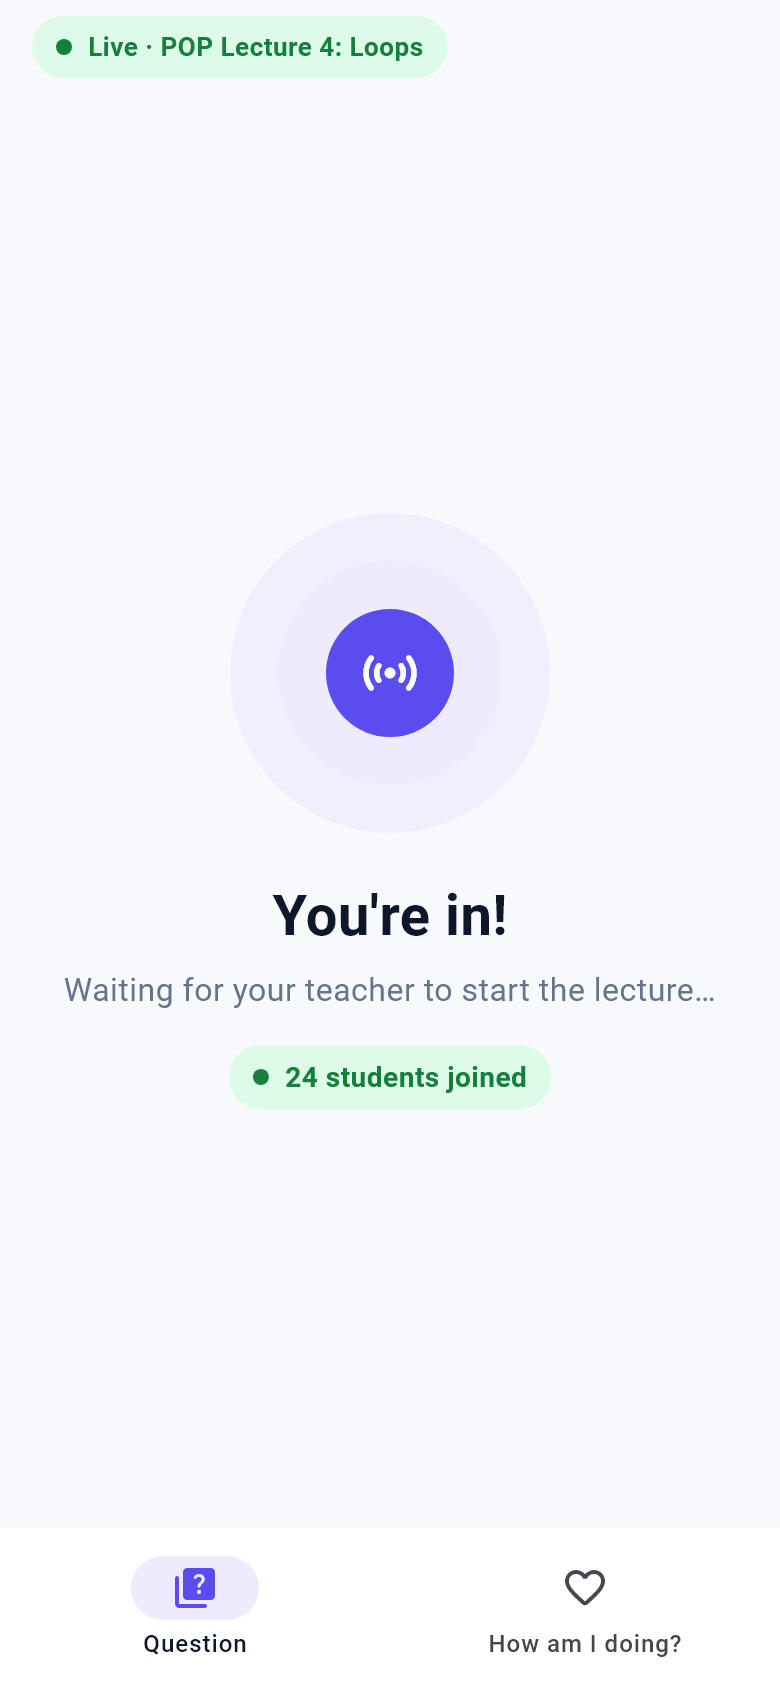 Live · POP Lecture 4: Loops
You're in!
Waiting for your teacher to start the lecture…
24 students joined
?
Question
How am I doing?